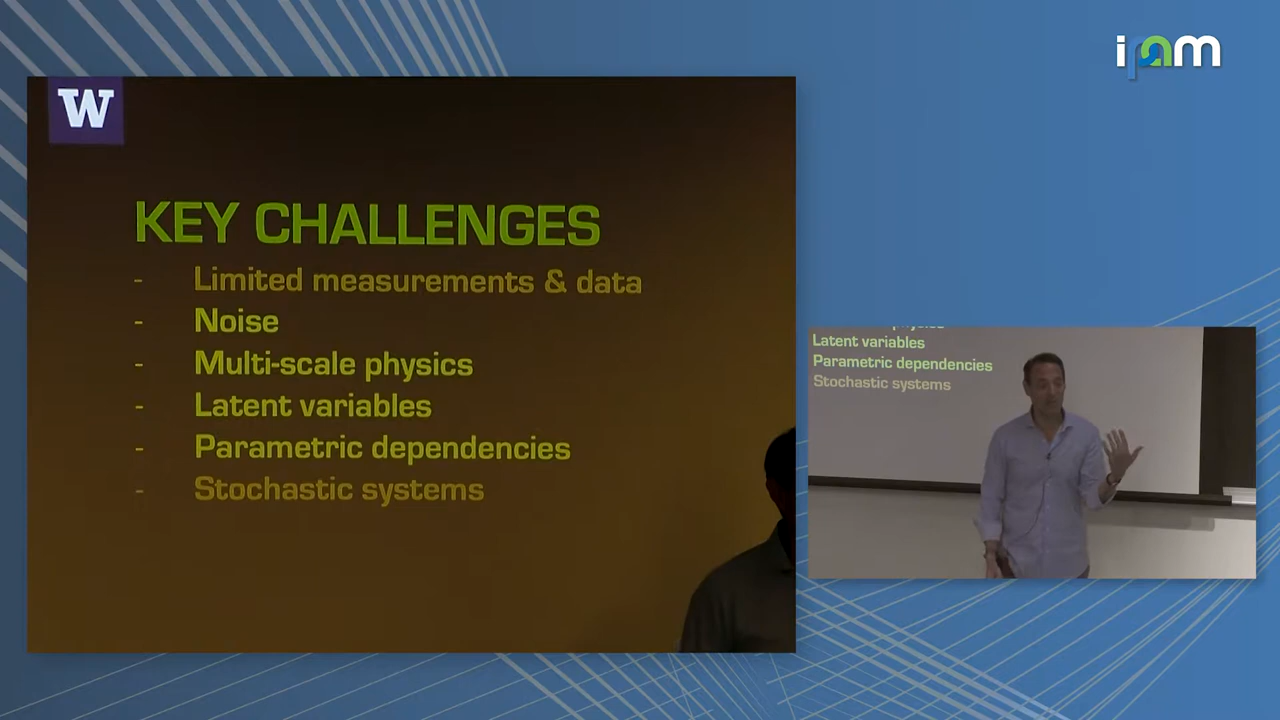 ipam
W
KEY CHALLENGES
- Limited measurements & data
- Noise
- Multi-scale physics
- Latent variables
- Parametric dependencies
- Stochastic systems
physics
Latent variables
Parametric dependencies
Stochastic systems